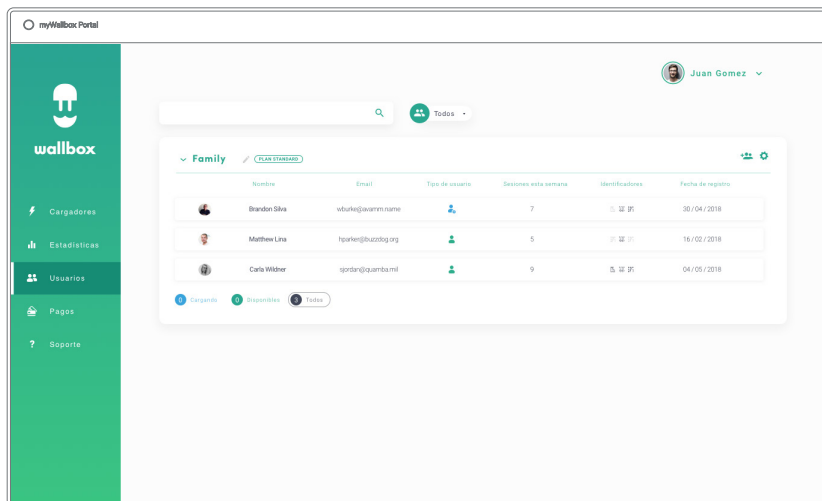 myWallbox Portal
Juan Gomez
Todos
wallbox
Family PLAN STANDARD
Nombre Email Tipo de usuario Sesiones esta semana Identificadores Fecha de registro
Brandon Silva wburke@avamm.name 7 30 / 04 / 2018
Matthew Lina hparker@buzzdog.org 5 16 / 02 / 2018
Carla Wildner sjordan@quamba.mil 9 04 / 05 / 2018
0 Cargando 0 Disponibles 3 Todos
Cargadores
Estadísticas
Usuarios
Pagos
? Soporte